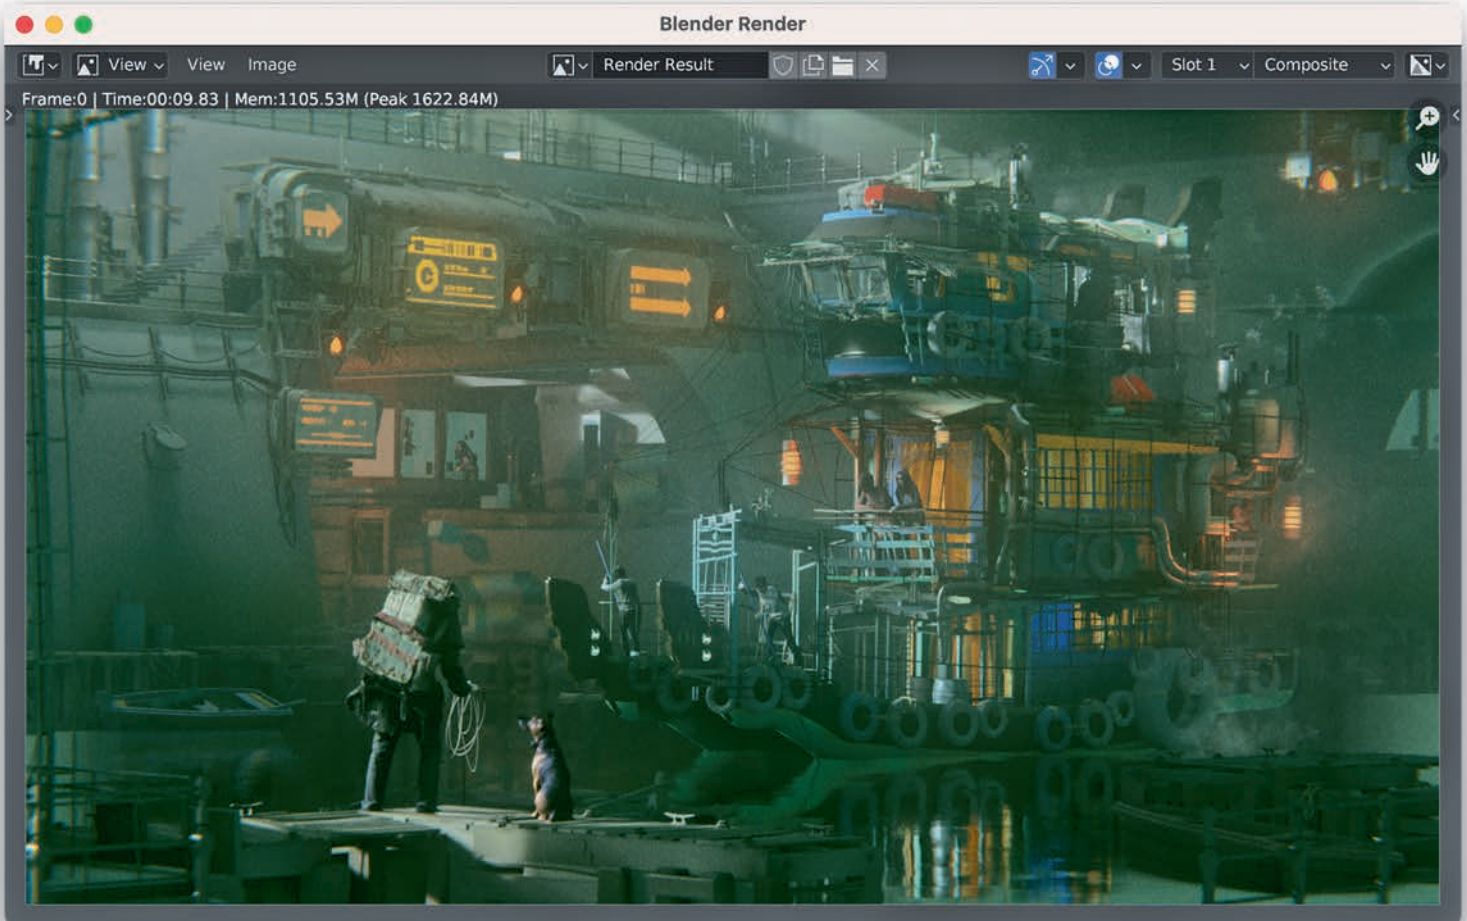 Blender Render
View View Image Render Result Slot 1 Composite
Frame:0 | Time:00:09.83 | Mem:1105.53M (Peak 1622.84M)